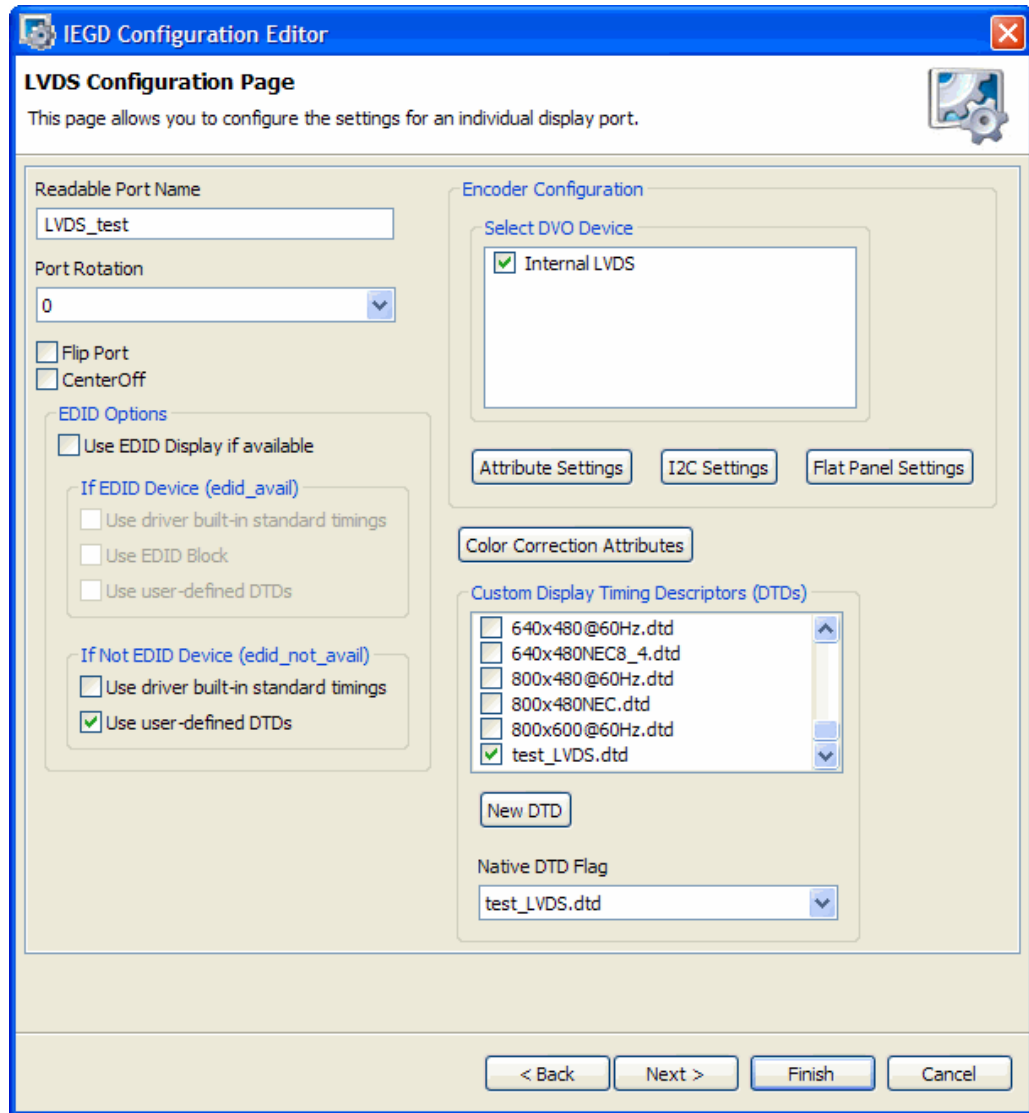 IEGD Configuration Editor
LVDS Configuration Page
This page allows you to configure the settings for an individual display port.
Readable Port Name
LVDS_test
Port Rotation
0
Flip Port
CenterOff
EDID Options
Use EDID Display if available
If EDID Device (edid_avail)
Use driver built-in standard timings
Use EDID Block
Use user-defined DTDs
If Not EDID Device (edid_not_avail)
Use driver built-in standard timings
Use user-defined DTDs
Encoder Configuration
Select DVO Device
Internal LVDS
Attribute Settings
I2C Settings
Flat Panel Settings
Color Correction Attributes
Custom Display Timing Descriptors (DTDs)
640x480@60Hz.dtd
640x480NEC8_4.dtd
800x480@60Hz.dtd
800x480NEC.dtd
800x600@60Hz.dtd
test_LVDS.dtd
New DTD
Native DTD Flag
test_LVDS.dtd
< Back
Next >
Finish
Cancel